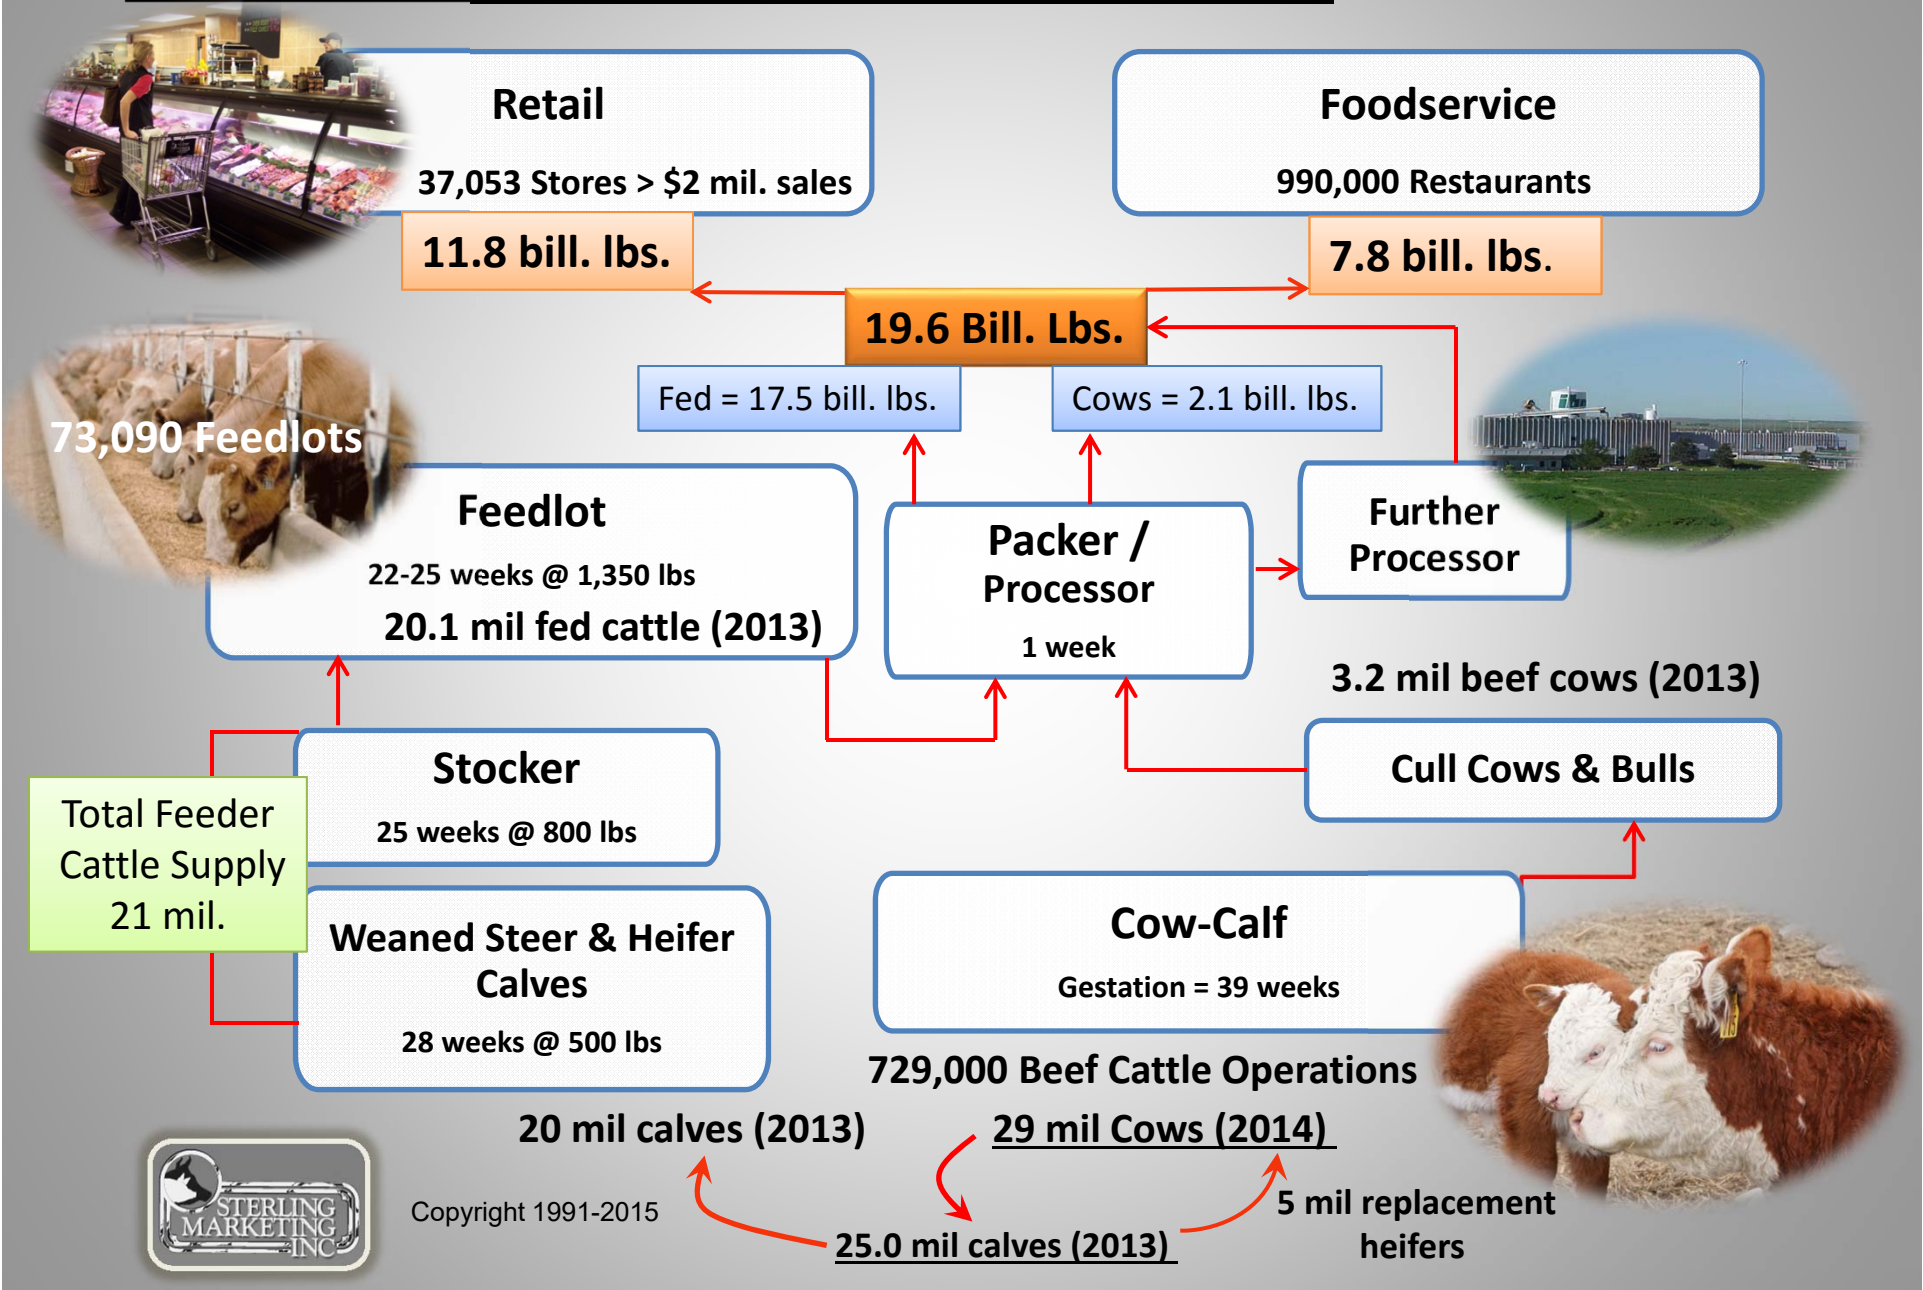 Retail
37,053 Stores > $2 mil. sales
11.8 bill. lbs.
Foodservice
990,000 Restaurants
7.8 bill. lbs.
19.6 Bill. Lbs.
Fed = 17.5 bill. lbs.
Cows = 2.1 bill. lbs.
73,090 Feedlots
Feedlot
22-25 weeks @ 1,350 lbs
20.1 mil fed cattle (2013)
Packer /
Processor
1 week
Further
Processor
3.2 mil beef cows (2013)
Cull Cows & Bulls
Stocker
25 weeks @ 800 lbs
Total Feeder
Cattle Supply
21 mil.
Weaned Steer & Heifer
Calves
28 weeks @ 500 lbs
Cow-Calf
Gestation = 39 weeks
729,000 Beef Cattle Operations
20 mil calves (2013)
29 mil Cows (2014)
5 mil replacement
heifers
25.0 mil calves (2013)
STERLING
MARKETING
INC
Copyright 1991-2015